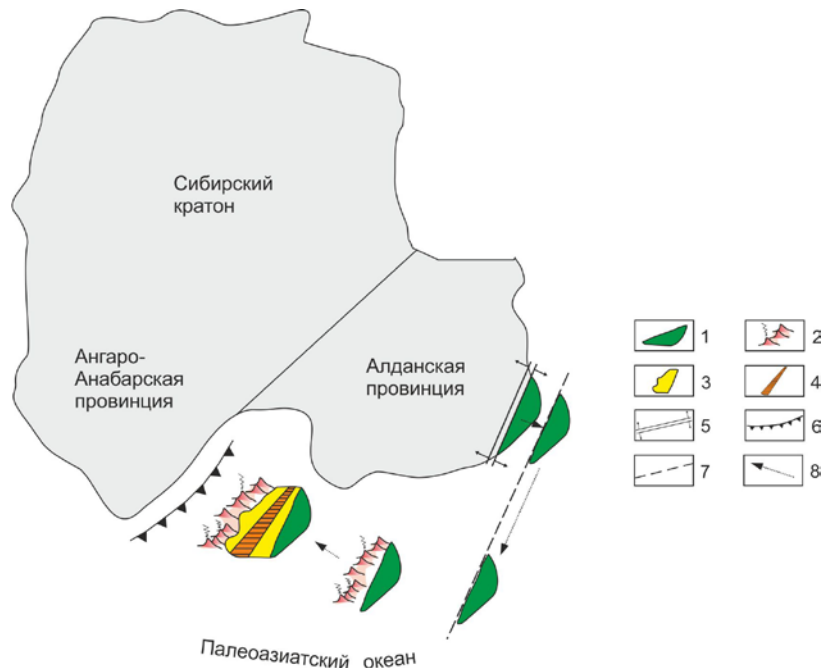 Сибирский
кратон
Ангаро-
Анабарская
провинция
Алданская
провинция
1
2
3
4
5
6
7
8
Палеоазиатский океан